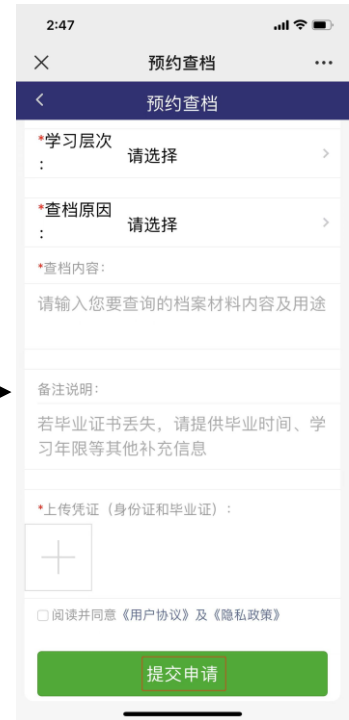 2:47
预约查档
预约查档
*学习层次
:
请选择
*查档原因
:
请选择
*查档内容:
请输入您要查询的档案材料内容及用途
备注说明:
若毕业证书丢失，请提供毕业时间、学
习年限等其他补充信息
*上传凭证（身份证和毕业证）:
阅读并同意《用户协议》及《隐私政策》
提交申请